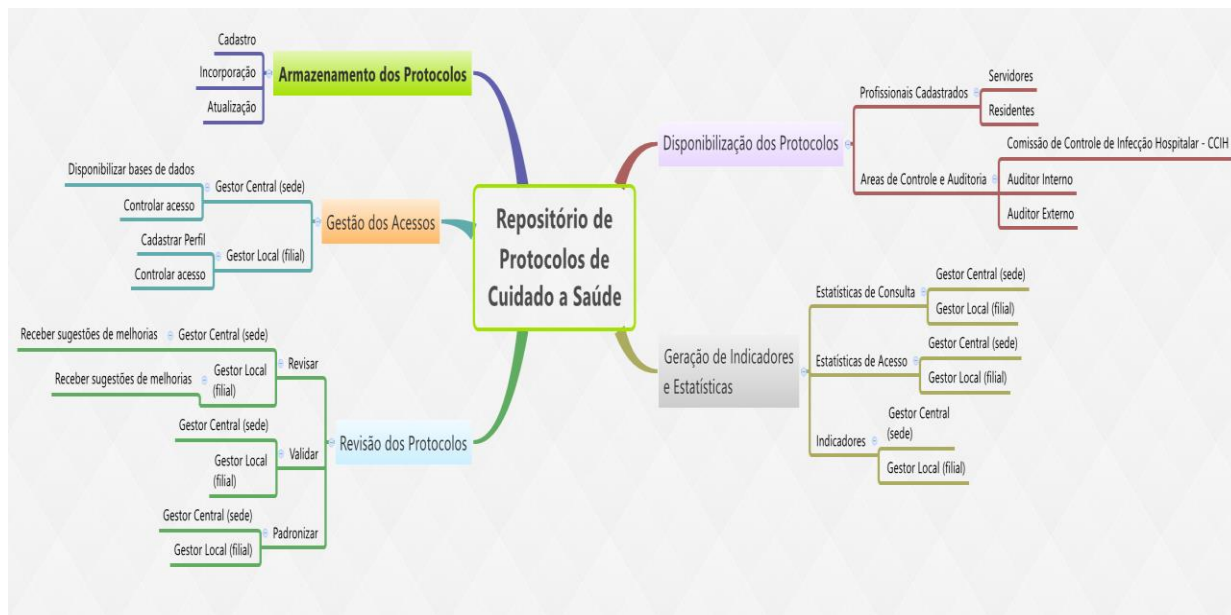 Repositório de
Protocolos de
Cuidado a Saúde
Armazenamento dos Protocolos
Cadastro
Incorporação
Atualização
Gestão dos Acessos
Gestor Central (sede)
Disponibilizar bases de dados
Controlar acesso
Gestor Local (filial)
Cadastrar Perfil
Controlar acesso
Revisão dos Protocolos
Revisar
Gestor Central (sede)
Receber sugestões de melhorias
Gestor Local
(filial)
Receber sugestões de melhorias
Validar
Gestor Central (sede)
Gestor Local
(filial)
Padronizar
Gestor Central (sede)
Gestor Local (filial)
Disponibilização dos Protocolos
Profissionais Cadastrados
Servidores
Residentes
Areas de Controle e Auditoria
Comissão de Controle de Infecção Hospitalar - CCIH
Auditor Interno
Auditor Externo
Geração de Indicadores
e Estatísticas
Estatísticas de Consulta
Gestor Central (sede)
Gestor Local (filial)
Estatísticas de Acesso
Gestor Central (sede)
Gestor Local (filial)
Indicadores
Gestor Central
(sede)
Gestor Local (filial)